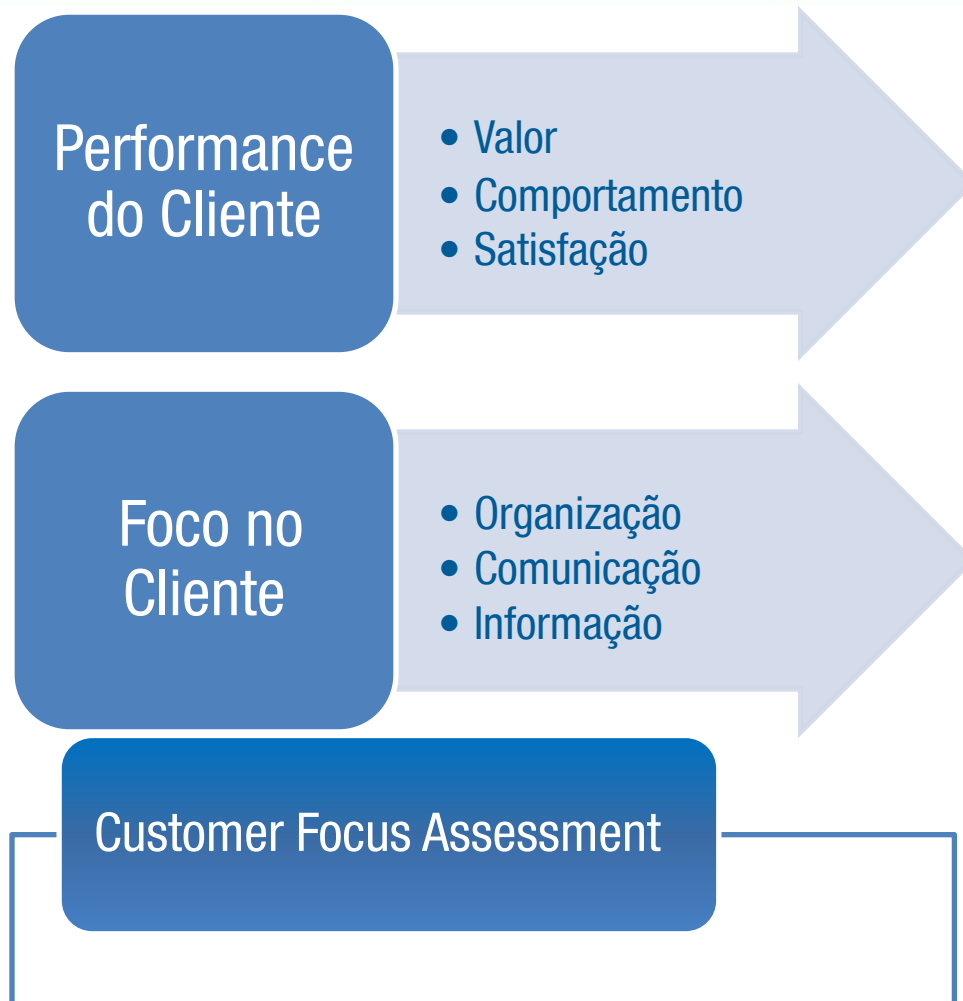 Performance
do Cliente
• Valor
• Comportamento
• Satisfação
Foco no
Cliente
• Organização
• Comunicação
• Informação
Customer Focus Assessment